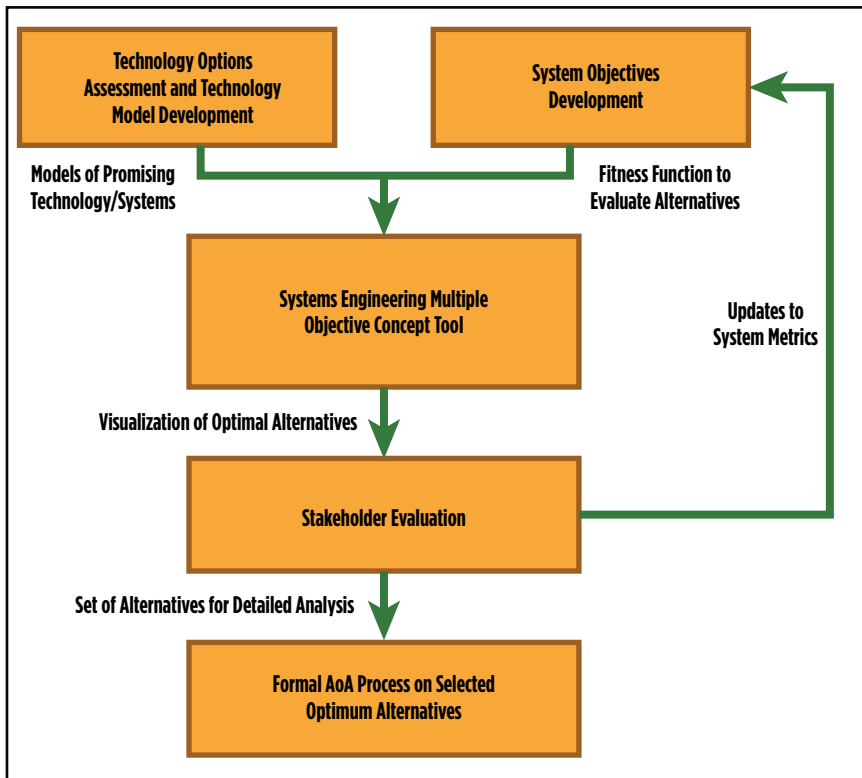 Technology Options
Assessment and Technology
Model Development
System Objectives
Development
Models of Promising
Technology/Systems
Fitness Function to
Evaluate Alternatives
Systems Engineering Multiple
Objective Concept Tool
Updates to
System Metrics
Visualization of Optimal Alternatives
Stakeholder Evaluation
Set of Alternatives for Detailed Analysis
Formal AoA Process on Selected
Optimum Alternatives